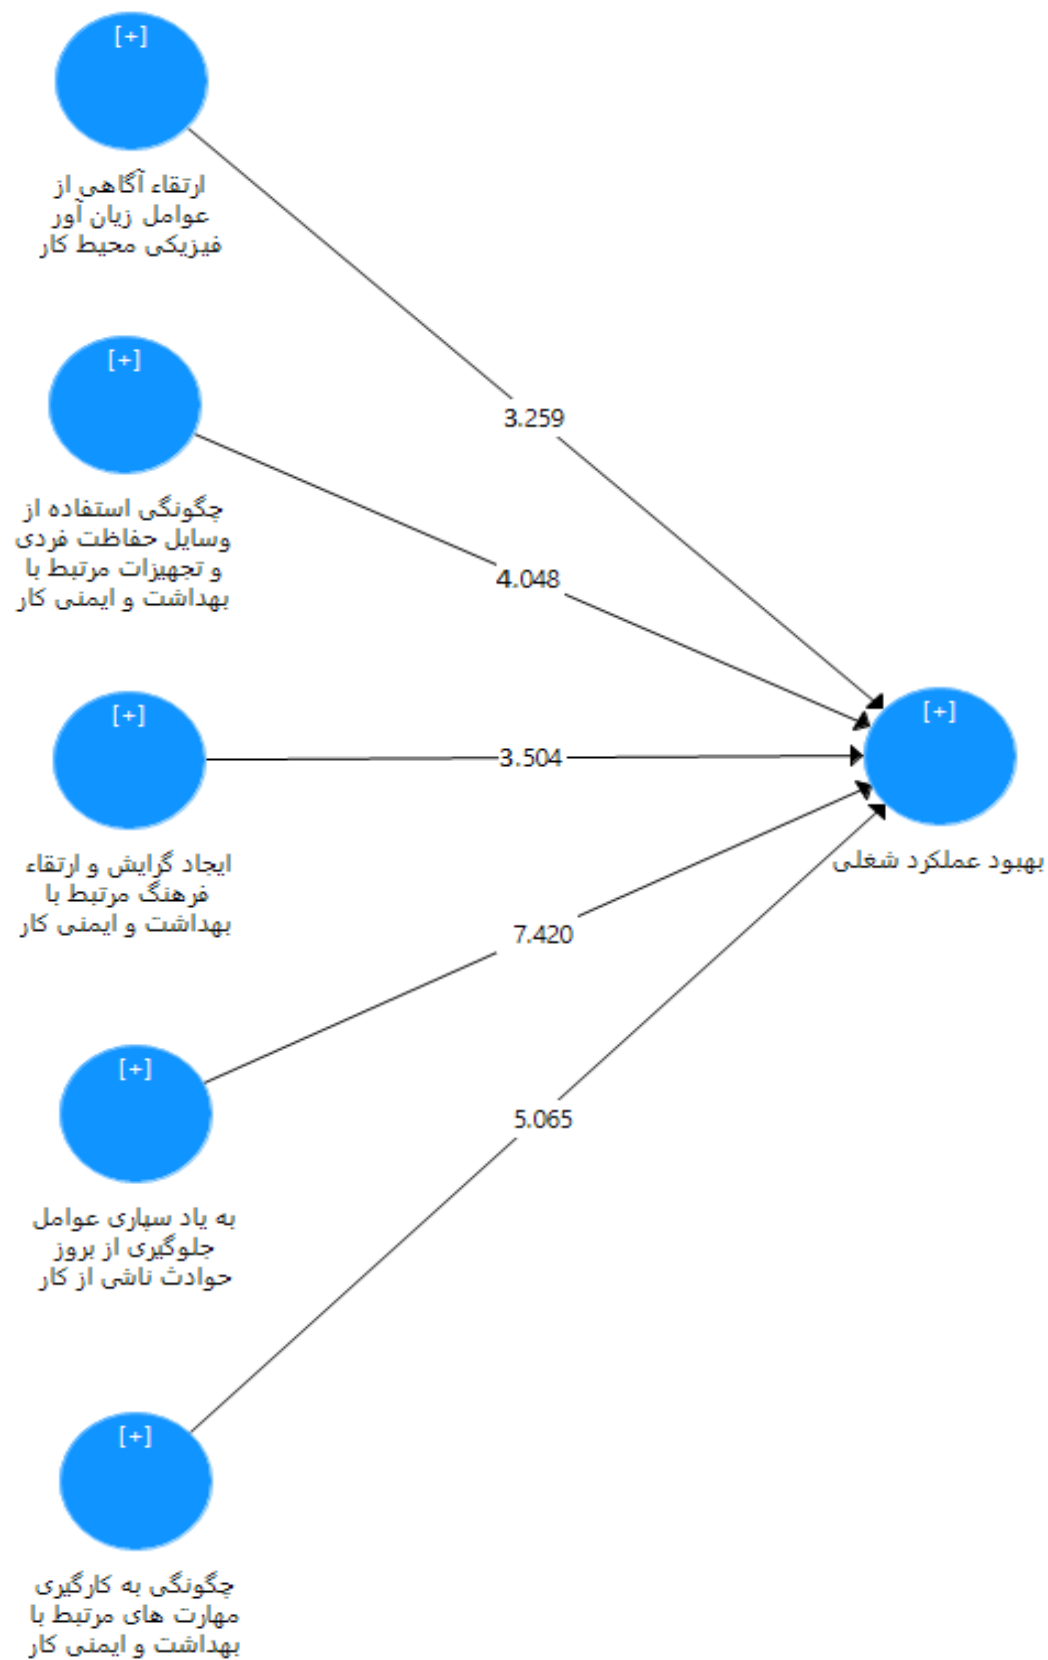 [+]
ارتقاء آگاهی از
عوامل زیان آور
فیزیکی محیط کار
3.259
[+]
چگونگی استفاده از
وسایل حفاظت فردی
و تجهیزات مرتبط با
بهداشت و ایمنی کار
4.048
[+]
ایجاد گرایش و ارتقاء
فرهنگ مرتبط با
بهداشت و ایمنی کار
3.504
[+]
بهبود عملکرد شغلی
7.420
[+]
به یاد سپاری عوامل
جلوگیری از بروز
حوادث ناشی از کار
5.065
[+]
چگونگی به کارگیری
مهارت های مرتبط با
بهداشت و ایمنی کار